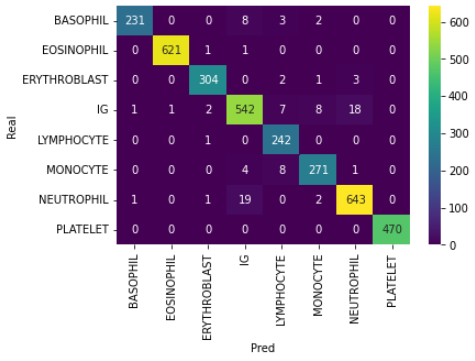 BASOPHIL 231 0 0 8 3 2 0 0
EOSINOPHIL 0 621 1 1 0 0 0 0
ERYTHROBLAST 0 0 304 0 2 1 3 0
IG 1 1 2 542 7 8 18 0
LYMPHOCYTE 0 0 1 0 242 0 0 0
MONOCYTE 0 0 0 4 8 271 1 0
NEUTROPHIL 1 0 1 19 0 2 643 0
PLATELET 0 0 0 0 0 0 0 470
Real
BASOPHIL
EOSINOPHIL
ERYTHROBLAST
IG
LYMPHOCYTE
MONOCYTE
NEUTROPHIL
PLATELET
Pred
600
500
400
300
200
100
0